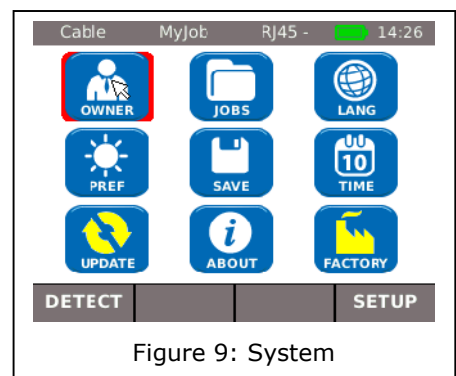 Cable MyJob RJ45 - 14:26
OWNER JOBS LANG
PREF SAVE 10 TIME
UPDATE i ABOUT FACTORY
DETECT SETUP
Figure 9: System